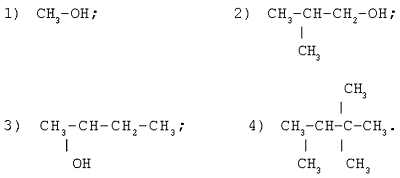 1) CH₃–OH; 2) CH₃–CH–CH₂–OH;
|
CH₃
CH₃
|
3) CH₃–CH–CH₂–CH₃; 4) CH₃–CH–C–CH₃.
| | |
OH CH₃ CH₃